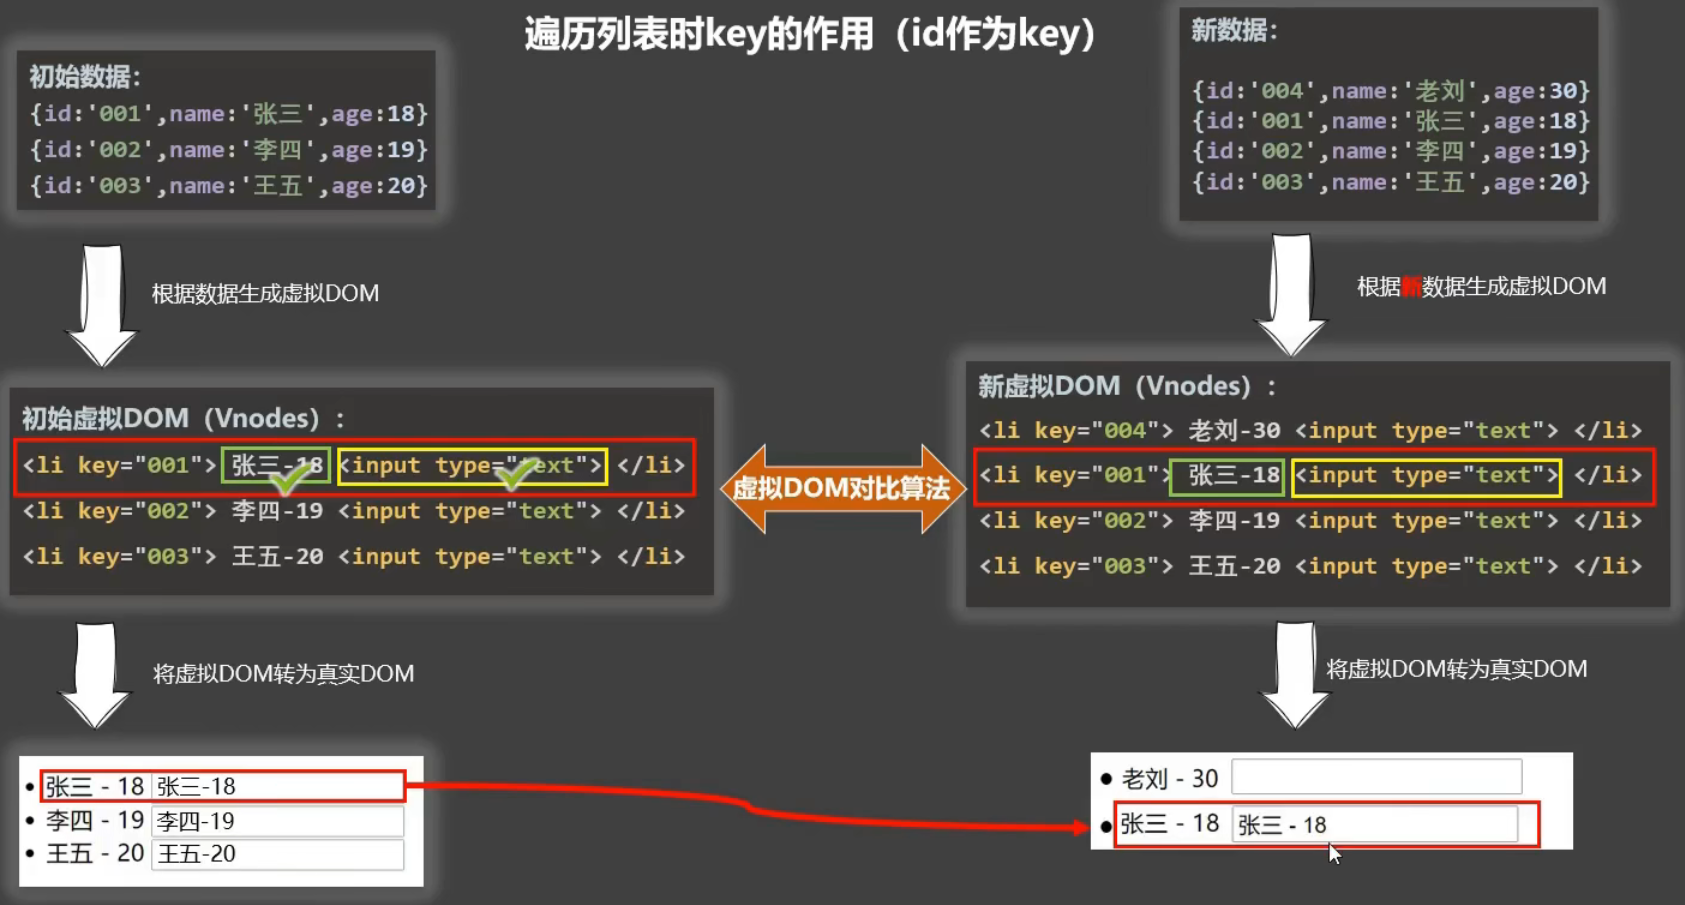 遍历列表时key的作用（id作为key）
初始数据：
{id:'001',name:'张三',age:18}
{id:'002',name:'李四',age:19}
{id:'003',name:'王五',age:20}
新数据：
{id:'004',name:'老刘',age:30}
{id:'001',name:'张三',age:18}
{id:'002',name:'李四',age:19}
{id:'003',name:'王五',age:20}
根据数据生成虚拟DOM
根据新数据生成虚拟DOM
初始虚拟DOM（Vnodes）：
<li key="001"> 张三-18 <input type="text"> </li>
<li key="002"> 李四-19 <input type="text"> </li>
<li key="003"> 王五-20 <input type="text"> </li>
虚拟DOM对比算法
新虚拟DOM（Vnodes）：
<li key="004"> 老刘-30 <input type="text"> </li>
<li key="001"> 张三-18 <input type="text"> </li>
<li key="002"> 李四-19 <input type="text"> </li>
<li key="003"> 王五-20 <input type="text"> </li>
将虚拟DOM转为真实DOM
将虚拟DOM转为真实DOM
• 张三 - 18 张三-18
• 李四 - 19 李四-19
• 王五 - 20 王五-20
• 老刘 - 30
• 张三 - 18 张三 - 18